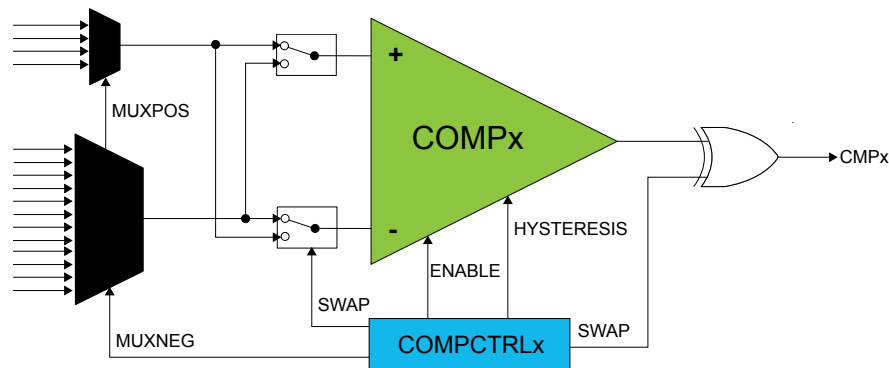 +
MUXPOS
COMPx
CMPx
-
HYSTERESIS
ENABLE
SWAP
SWAP
MUXNEG
COMPCTRLx